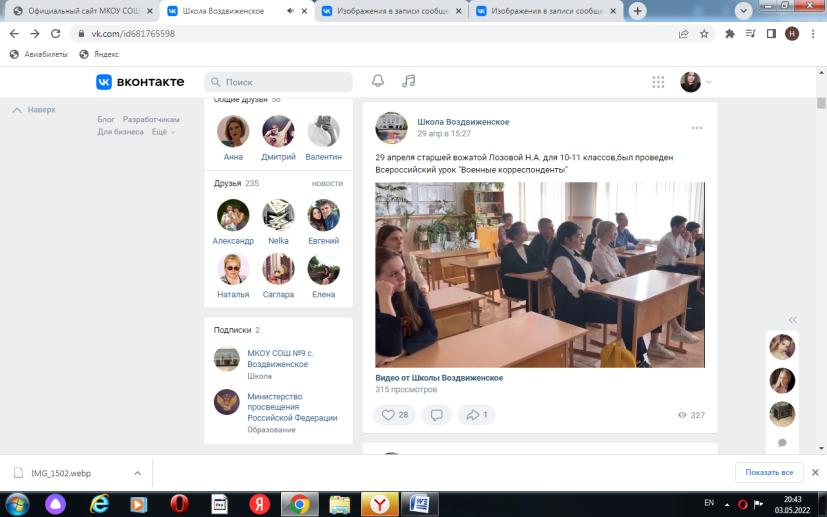 Официальный сайт МКОУ СОШ
Школа Воздвиженское
Изображения в записи сообще
Изображения в записи сообще
vk.com/id681765598
Н
Авиабилеты
Яндекс
вконтакте
Поиск
Наверх
Блог Разработчикам
Для бизнеса Ещё
Общие друзья 56
Анна Дмитрий Валентин
Друзья 235 новости
Александр Nelka Евгений
Наталья Саглара Елена
Подписки 2
МКОУ СОШ №9 с.
Воздвиженское
Школа
Министерство
просвещения
Российской Федерации
Образование
Школа Воздвиженское
29 апр в 15:27
29 апреля старшей вожатой Лозовой Н.А. для 10-11 классов,был проведен
Всероссийский урок "Военные корреспонденты"
Видео от Школы Воздвиженское
315 просмотров
28 1 327
IMG_1502.webp
Показать все
EN
20:43
03.05.2022